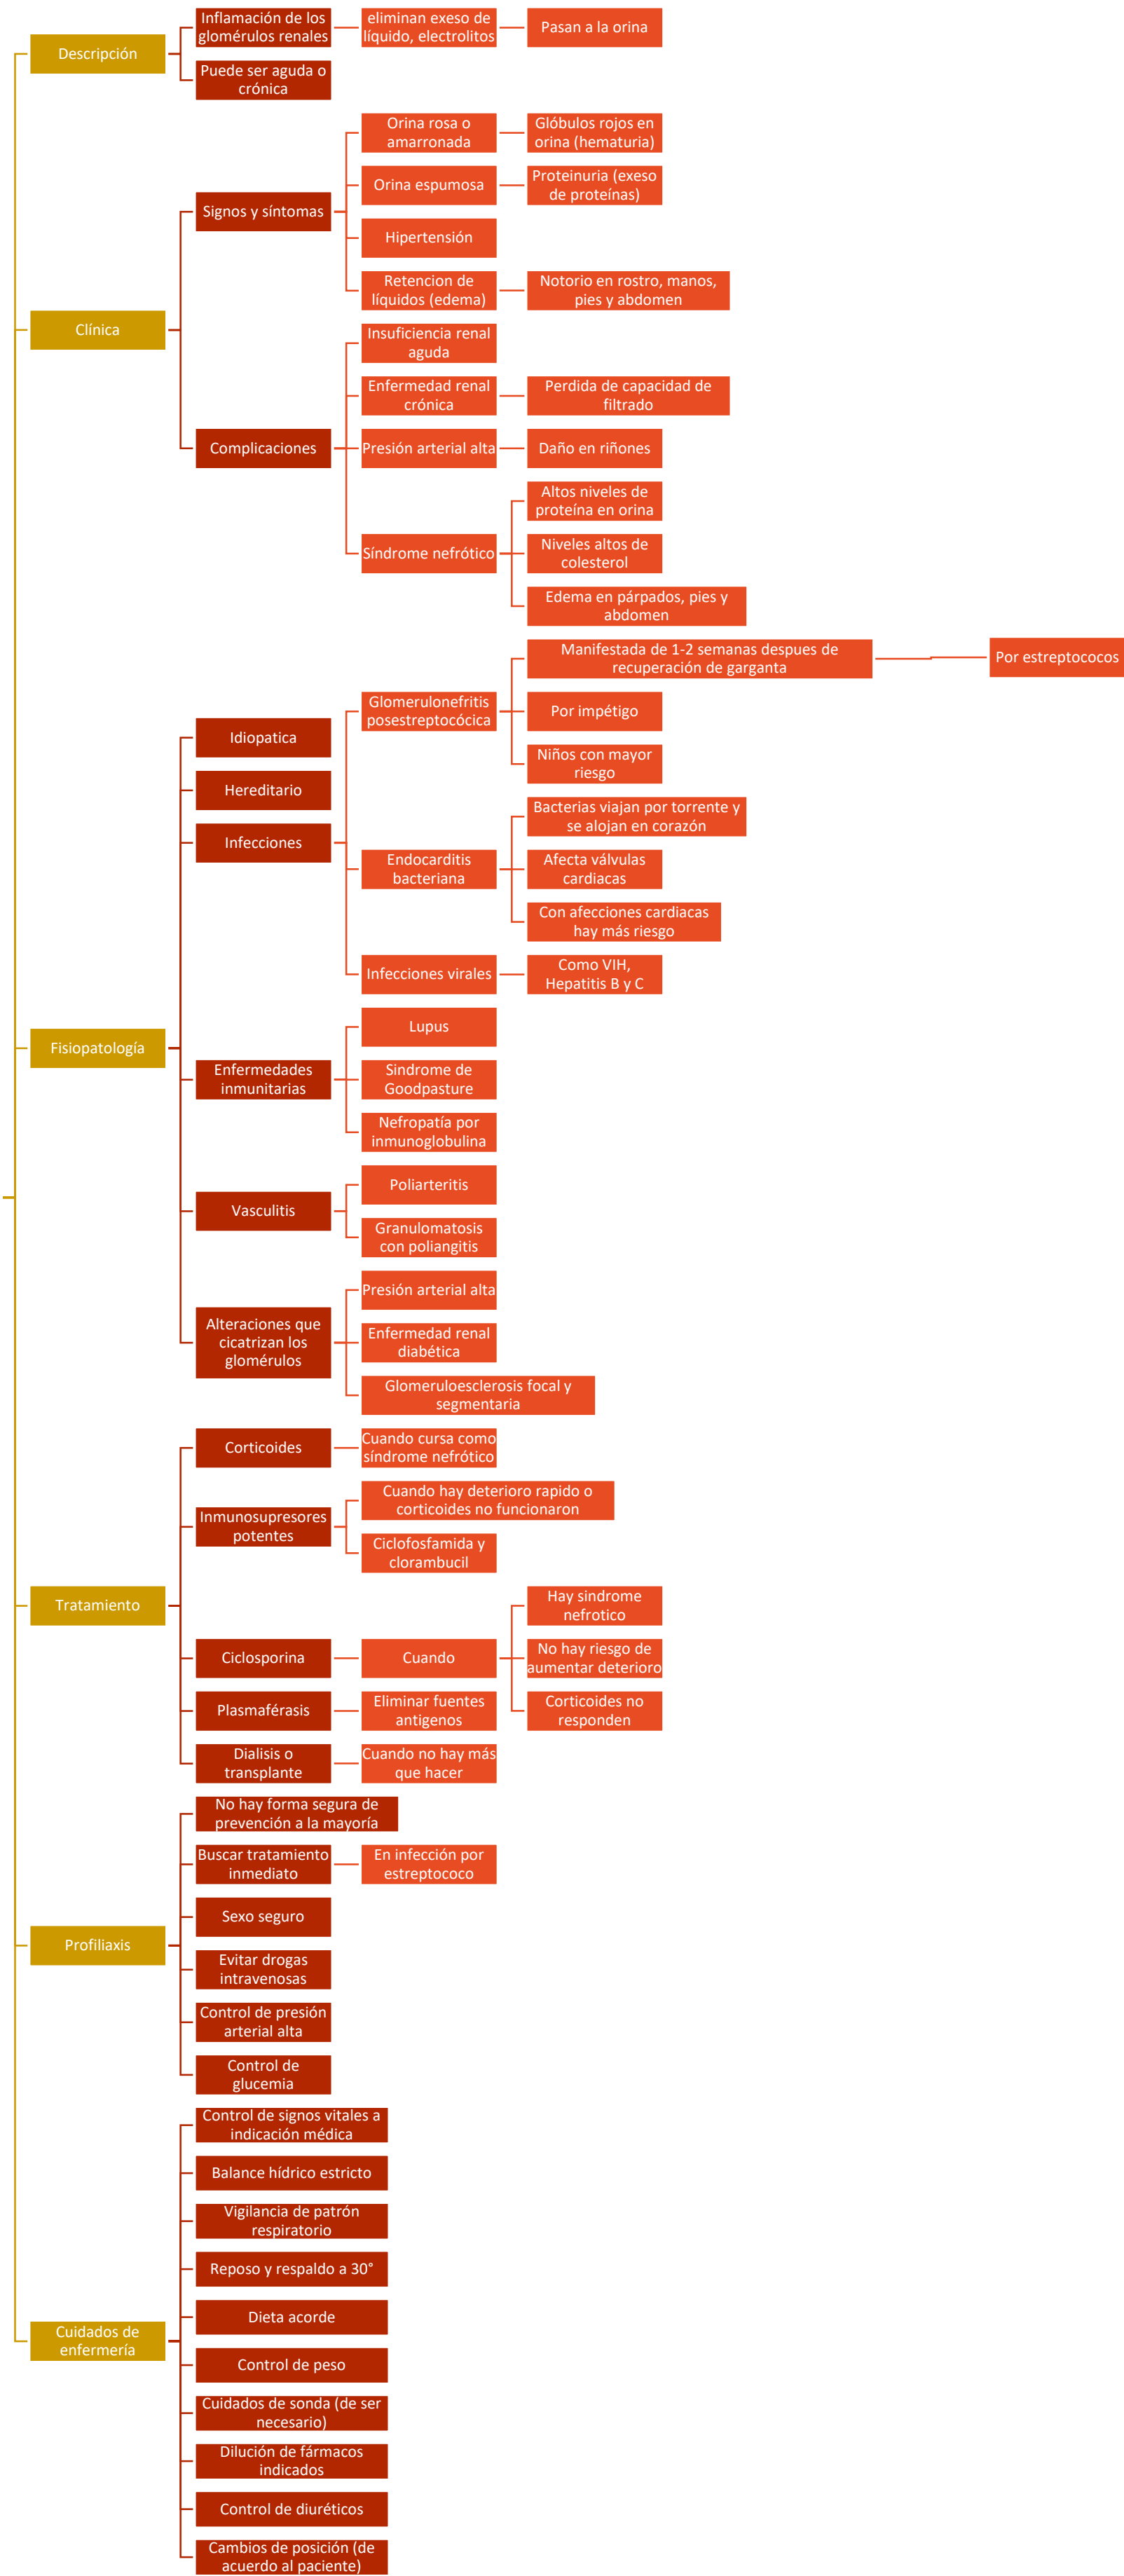 Descripción
Inflamación de los
glomérulos renales
eliminan exeso de
líquido, electrolitos
Pasan a la orina
Puede ser aguda o
crónica
Clínica
Signos y síntomas
Orina rosa o
amarronada
Glóbulos rojos en
orina (hematuria)
Orina espumosa
Proteinuria (exeso
de proteínas)
Hipertensión
Retencion de
líquidos (edema)
Notorio en rostro, manos,
pies y abdomen
Complicaciones
Insuficiencia renal
aguda
Enfermedad renal
crónica
Perdida de capacidad de
filtrado
Presión arterial alta
Daño en riñones
Síndrome nefrótico
Altos niveles de
proteína en orina
Niveles altos de
colesterol
Edema en párpados, pies y
abdomen
Fisiopatología
Idiopatica
Hereditario
Infecciones
Glomerulonefritis
posestreptocócica
Manifestada de 1-2 semanas despues de
recuperación de garganta
Por estreptococos
Por impétigo
Niños con mayor
riesgo
Endocarditis
bacteriana
Bacterias viajan por torrente y
se alojan en corazón
Afecta válvulas
cardiacas
Con afecciones cardiacas
hay más riesgo
Infecciones virales
Como VIH,
Hepatitis B y C
Enfermedades
inmunitarias
Lupus
Sindrome de
Goodpasture
Nefropatía por
inmunoglobulina
Vasculitis
Poliarteritis
Granulomatosis
con poliangitis
Alteraciones que
cicatrizan los
glomérulos
Presión arterial alta
Enfermedad renal
diabética
Glomeruloesclerosis focal y
segmentaria
Tratamiento
Corticoides
Cuando cursa como
síndrome nefrótico
Inmunosupresores
potentes
Cuando hay deterioro rapido o
corticoides no funcionaron
Ciclofosfamida y
clorambucil
Ciclosporina
Cuando
Hay sindrome
nefrotico
No hay riesgo de
aumentar deterioro
Corticoides no
responden
Plasmaférasis
Eliminar fuentes
antigenos
Dialisis o
transplante
Cuando no hay más
que hacer
Profiliaxis
No hay forma segura de
prevención a la mayoría
Buscar tratamiento
inmediato
En infección por
estreptococo
Sexo seguro
Evitar drogas
intravenosas
Control de presión
arterial alta
Control de
glucemia
Cuidados de
enfermería
Control de signos vitales a
indicación médica
Balance hídrico estricto
Vigilancia de patrón
respiratorio
Reposo y respaldo a 30°
Dieta acorde
Control de peso
Cuidados de sonda (de ser
necesario)
Dilución de fármacos
indicados
Control de diuréticos
Cambios de posición (de
acuerdo al paciente)